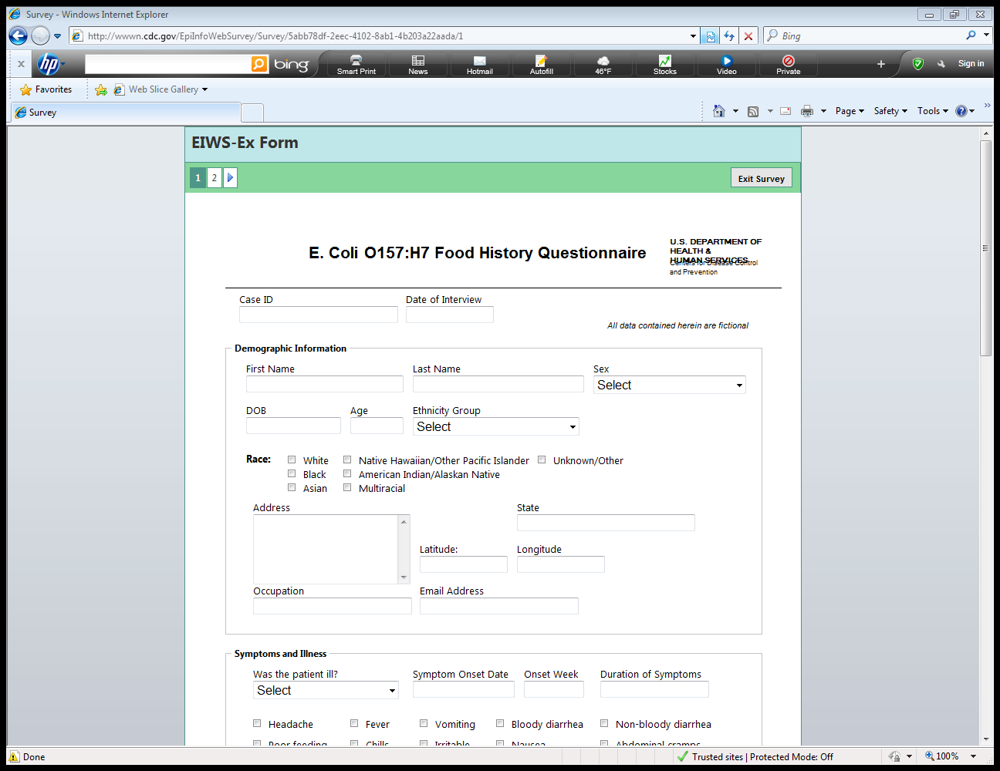 Survey - Windows Internet Explorer
http://wwwn.cdc.gov/EpiInfoWebSurvey/Survey/5abb78df-2eec-4102-8ab1-4b203a22aada/1
Bing
x hp bing Smart Print News Hotmail Autofill 46°F Stocks Video Private + Sign in
Favorites Web Slice Gallery
Survey Page Safety Tools »
EIWS-Ex Form
1 2 Exit Survey
E. Coli O157:H7 Food History Questionnaire
U.S. DEPARTMENT OF
HEALTH &
HUMAN SERVICES
Centers for Disease Control
and Prevention
Case ID Date of Interview
All data contained herein are fictional
Demographic Information
First Name Last Name Sex
Select
DOB Age Ethnicity Group
Select
Race: White Native Hawaiian/Other Pacific Islander Unknown/Other
Black American Indian/Alaskan Native
Asian Multiracial
Address State
Latitude: Longitude
Occupation Email Address
Symptoms and Illness
Was the patient ill? Symptom Onset Date Onset Week Duration of Symptoms
Select
Headache Fever Vomiting Bloody diarrhea Non-bloody diarrhea
Poor feeding Chills Irritable Nausea Abdominal cramps
Done Trusted sites | Protected Mode: Off 100%